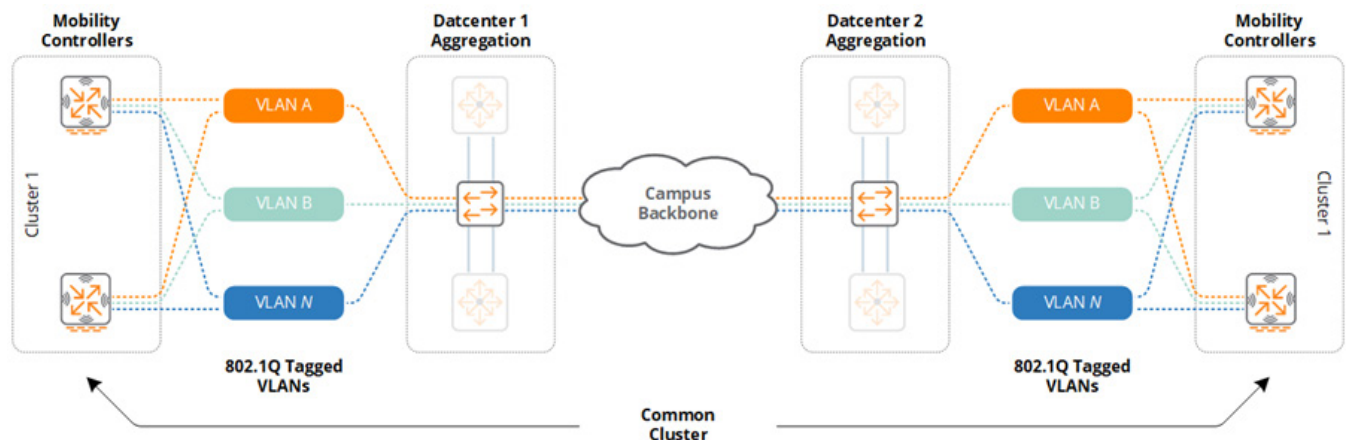 Mobility
Controllers
Datcenter 1
Aggregation
Datcenter 2
Aggregation
Mobility
Controllers
Cluster 1
VLAN A
VLAN B
VLAN N
802.1Q Tagged
VLANs
Campus
Backbone
VLAN A
VLAN B
VLAN N
802.1Q Tagged
VLANs
Cluster 1
Common
Cluster